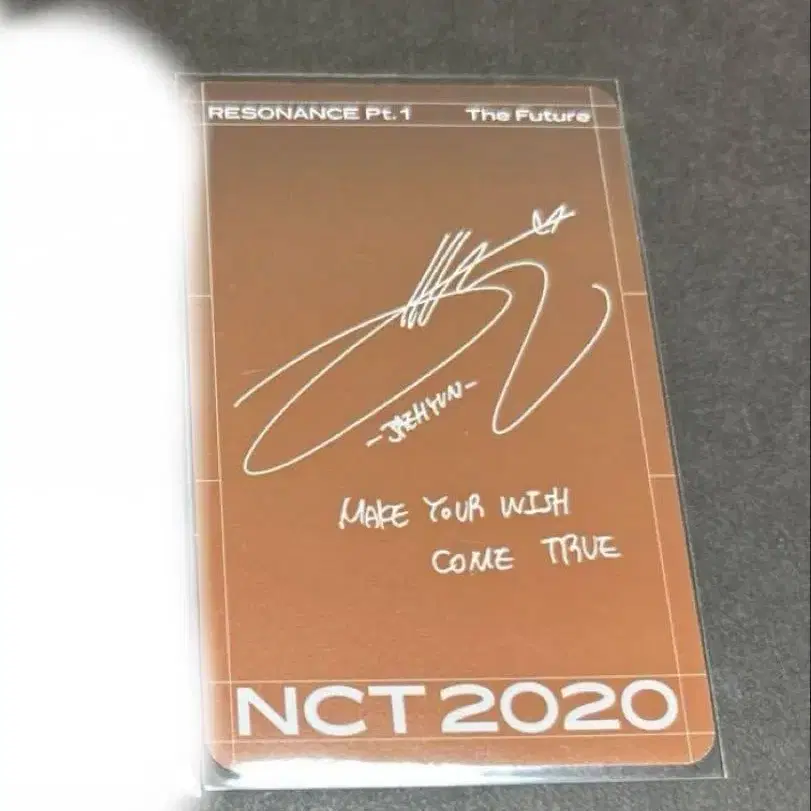 RESONANCE Pt. 1 The Future
-JAEHYUN-
MAKE YOUR WISH
COME TRUE
NCT 2020